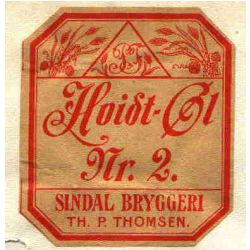 Hvidt-Øl
Nr. 2.
SINDAL BRYGGERI
TH. P. THOMSEN.